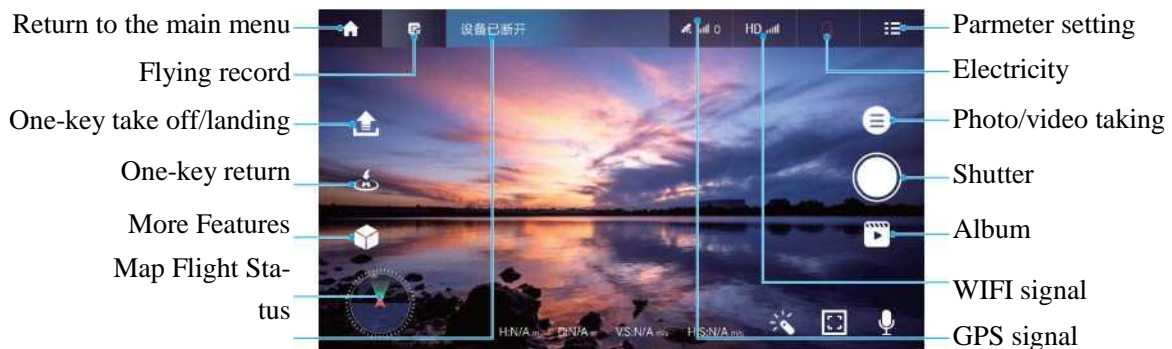 Return to the main menu
Flying record
One-key take off/landing
One-key return
More Features
Map Flight Sta-
tus
设备已断开
0
HD
H:N/A m
D:N/A m
V.S:N/A m/s
H.S:N/A m/s
Parmeter setting
Electricity
Photo/video taking
Shutter
Album
WIFI signal
GPS signal